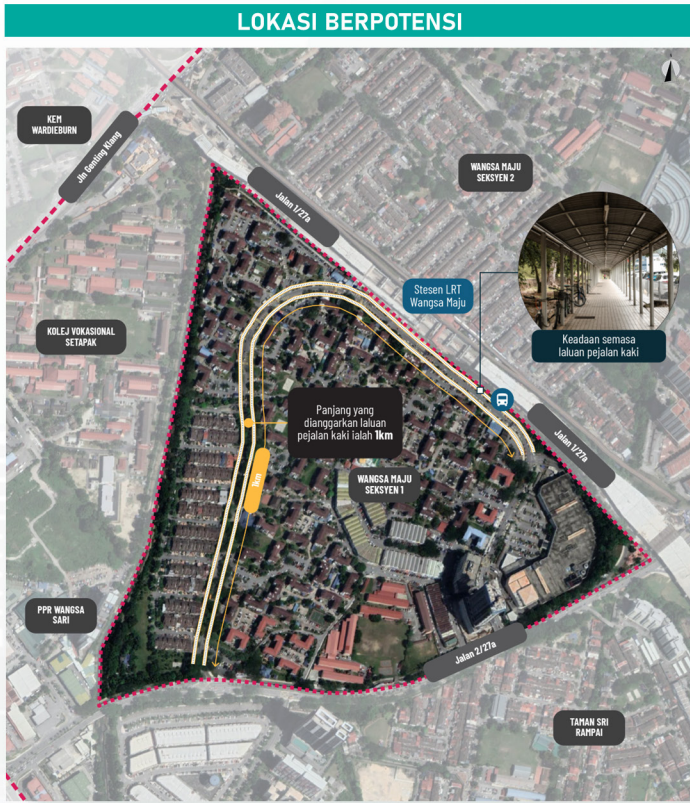 LOKASI BERPOTENSI
KEM
WARDIEBURN
Jln Genting Klang
WANGSA MAJU
SEKSYEN 2
Jalan 1/27a
Stesen LRT
Wangsa Maju
KOLEJ VOKASIONAL
SETAPAK
Keadaan semasa
laluan pejalan kaki
Panjang yang
dianggarkan laluan
pejalan kaki ialah 1km
Jalan 1/27a
1km
WANGSA MAJU
SEKSYEN 1
PPR WANGSA
SARI
Jalan 2/27a
TAMAN SRI
RAMPAI